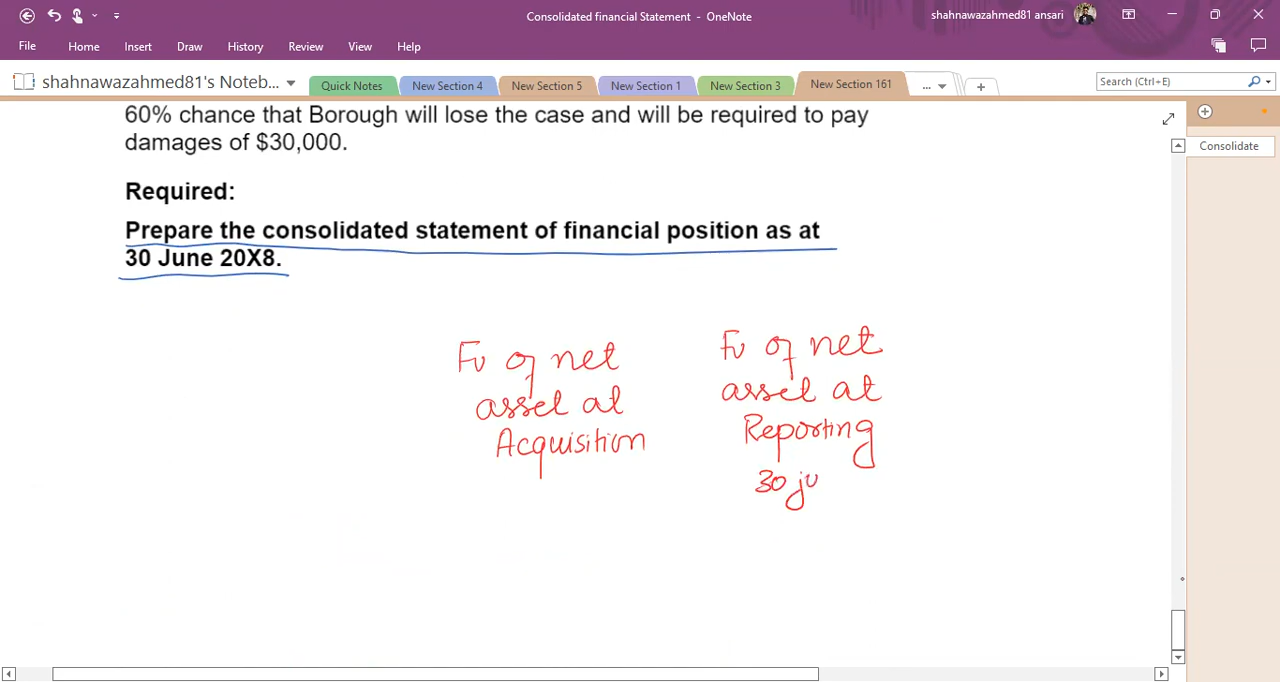 Consolidated financial Statement - OneNote
shahnawazahmed81 ansari
File Home Insert Draw History Review View Help
shahnawazahmed81's Noteb...
Quick Notes New Section 4 New Section 5 New Section 1 New Section 3 New Section 161 ...
Search (Ctrl+E)
Consolidate
60% chance that Borough will lose the case and will be required to pay
damages of $30,000.
Required:
Prepare the consolidated statement of financial position as at
30 June 20X8.
Fv of net
asset at
Acquisition
Fv of net
asset at
Reporting
30 ju